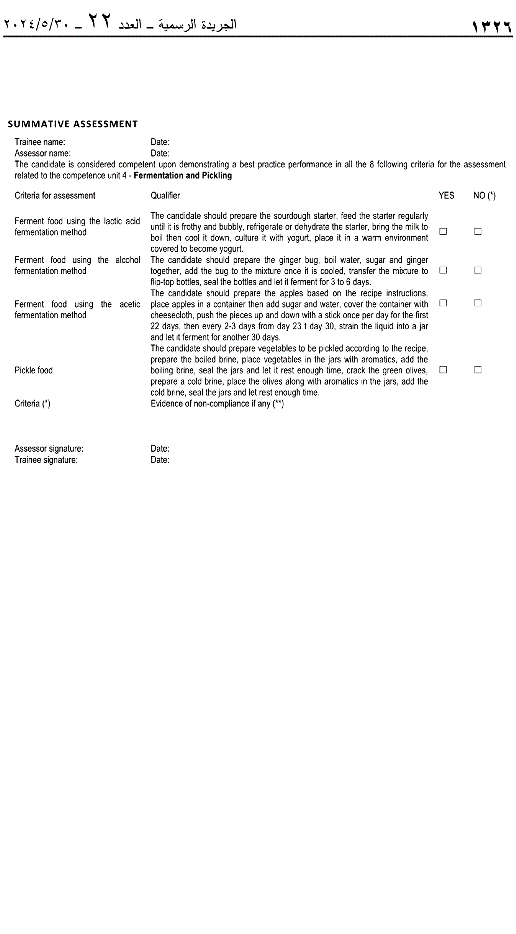 ١٣٢٦ الجريدة الرسمية – العدد ٢٢ – ٢٠٢٤/٥/٣٠
SUMMATIVE ASSESSMENT
Trainee name: Date:
Assessor name: Date:
The candidate is considered competent upon demonstrating a best practice performance in all the 8 following criteria for the assessment
related to the competence unit 4 - Fermentation and Pickling
Criteria for assessment Qualifier YES NO (*)
Ferment food using the lactic acid
fermentation method
The candidate should prepare the sourdough starter, feed the starter regularly
until it is frothy and bubbly, refrigerate or dehydrate the starter, bring the milk to
boil then cool it down, culture it with yogurt, place it in a warm environment
covered to become yogurt.
☐ ☐
Ferment food using the alcohol
fermentation method
The candidate should prepare the ginger bug, boil water, sugar and ginger
together, add the bug to the mixture once it is cooled, transfer the mixture to
flip-top bottles, seal the bottles and let it ferment for 3 to 6 days.
☐ ☐
Ferment food using the acetic
fermentation method
The candidate should prepare the apples based on the recipe instructions,
place apples in a container then add sugar and water, cover the container with
cheesecloth, push the pieces up and down with a stick once per day for the first
22 days, then every 2-3 days from day 23 t day 30, strain the liquid into a jar
and let it ferment for another 30 days.
☐ ☐
Pickle food
The candidate should prepare vegetables to be pickled according to the recipe,
prepare the boiled brine, place vegetables in the jars with aromatics, add the
boiling brine, seal the jars and let it rest enough time, crack the green olives,
prepare a cold brine, place the olives along with aromatics in the jars, add the
cold brine, seal the jars and let rest enough time.
☐ ☐
Criteria (*) Evidence of non-compliance if any (**)
Assessor signature: Date:
Trainee signature: Date: